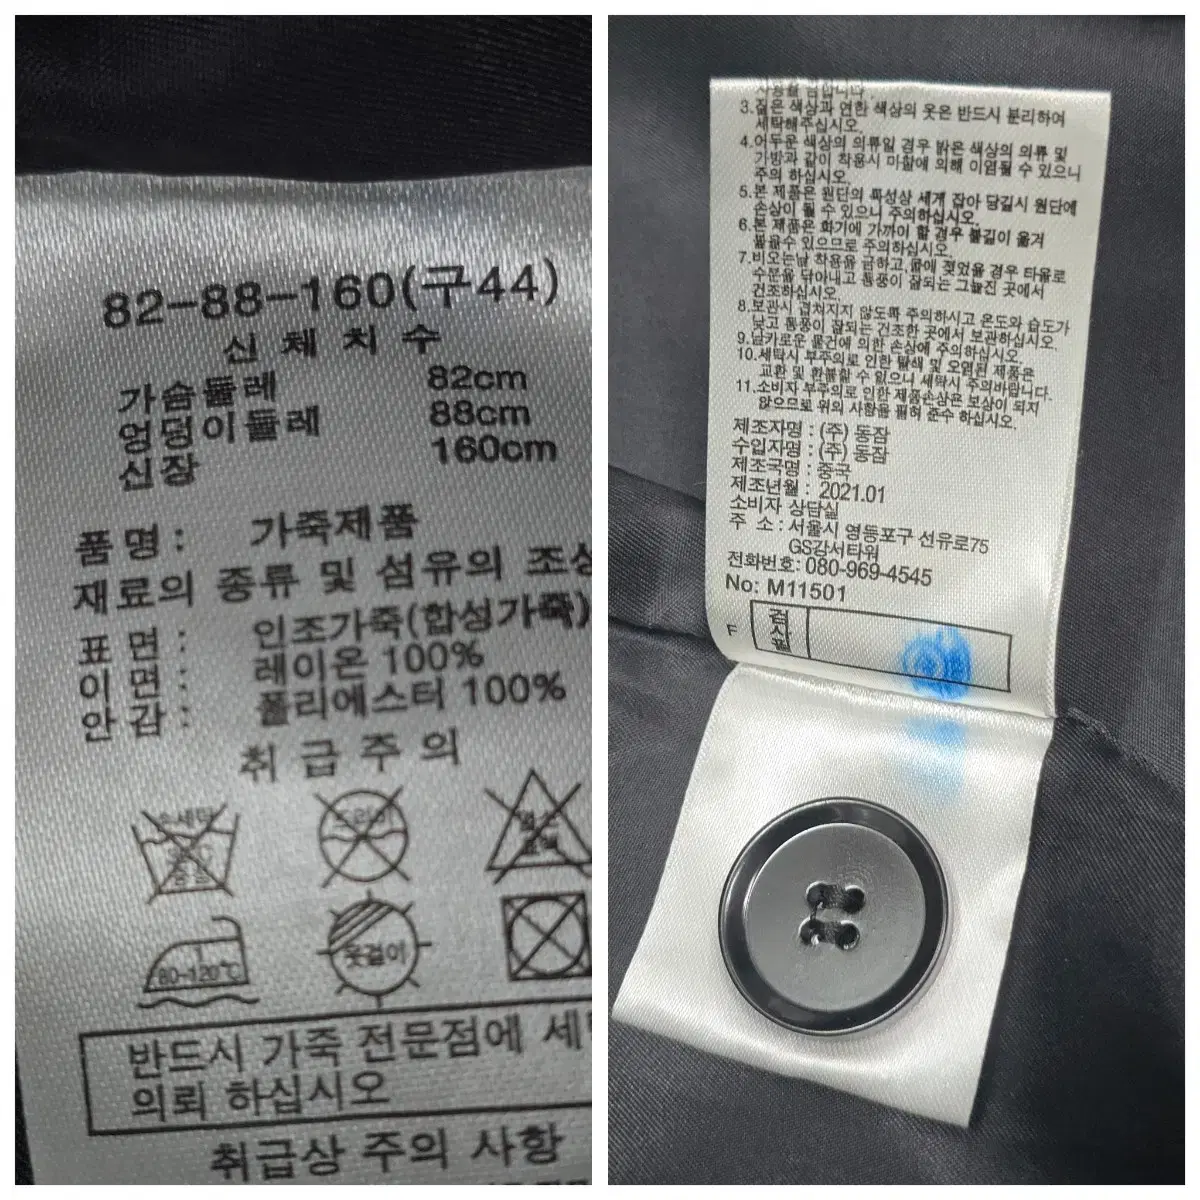 82-88-160(구44)
신 체 치 수
가슴둘레 82cm
엉덩이둘레 88cm
신장 160cm
품 명 : 가죽제품
재료의 종류 및 섬유의 조성
표 면 : 인조가죽(합성가죽)
이 면 : 레이온 100%
안 감 : 폴리에스터 100%
취 급 주 의
손세탁
중성
드라이
염소
표백
80~120℃
옷걸이
반드시 가죽 전문점에
의뢰 하십시오
취급상 주의 사항
3.짙은 색상과 연한 색상의 옷은 반드시 분리하여
세탁해주십시오.
4.어두운 색상의 의류일 경우 밝은 색상의 의류 및
가방과 같이 착용시 마찰에 의해 이염될 수 있으니
주의 하십시오.
5.본 제품은 원단의 특성상 세게 잡아 당길시 원단에
손상이 될 수 있으니 주의하십시오.
6.본 제품은 화기에 가까이 할 경우 불길이 옮겨
붙을수 있으므로 주의하십시오.
7.비오는날 착용을 금하고,물에 젖었을 경우 타올로
수분을 닦아내고 통풍이 잘되는 그늘진 곳에서
건조하십시오.
8.보관시 겹쳐지지 않도록 주의하시고 온도와 습도가
낮고 통풍이 잘되는 건조한 곳에서 보관하십시오.
9.날카로운 물건에 의한 손상에 주의하십시오.
10.세탁시 부주의로 인한 탈색 및 오염된 제품은
교환 및 환불할 수 없으니 세탁시 주의바랍니다.
11.소비자 부주의로 인한 제품손상은 보상이 되지
않으므로 위의 사항을 필혀 준수 하십시오.
제조자명 : (주) 동잠
수입자명 : (주) 동잠
제조국명 : 중국
제조년월 : 2021.01
소비자 상담실
주 소 : 서울시 영등포구 선유로75
GS강서타워
전화번호: 080-969-4545
No: M11501
F 검사필